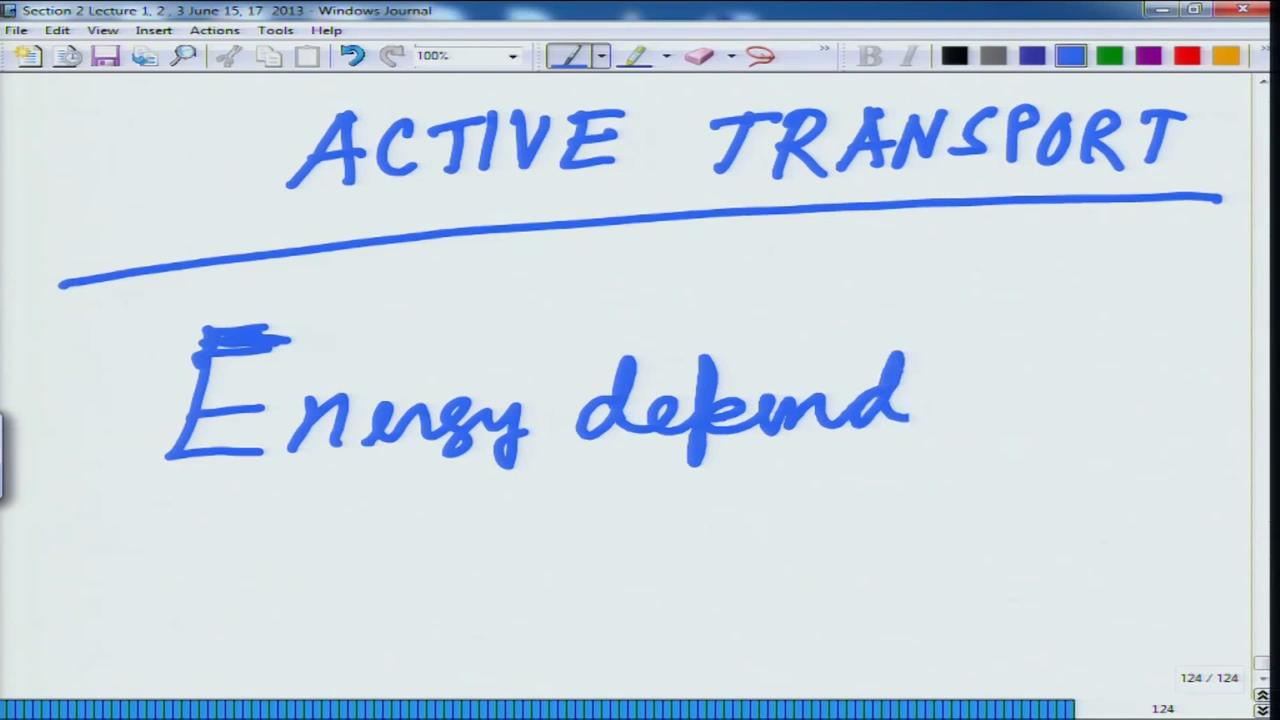 Section 2 Lecture 1, 2 , 3 June 15, 17 2013 - Windows Journal
File Edit View Insert Actions Tools Help
100% B I
ACTIVE TRANSPORT
Energy depend
124 / 124
124